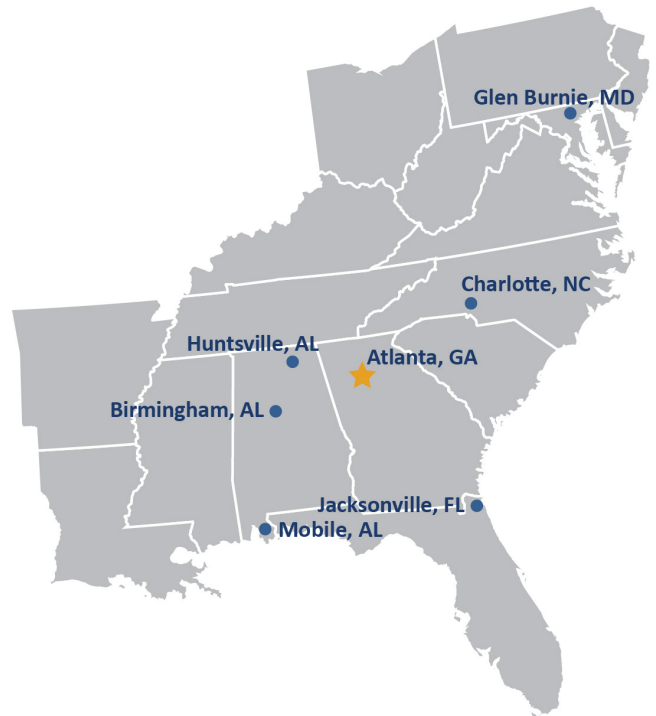 Glen Burnie, MD
Charlotte, NC
Huntsville, AL
Atlanta, GA
Birmingham, AL
Jacksonville, FL
Mobile, AL